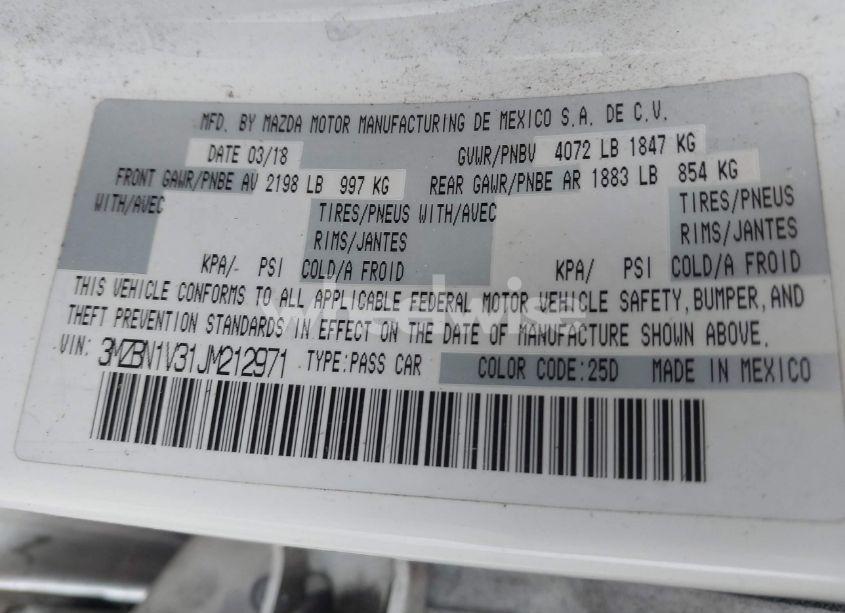 MFD. BY MAZDA MOTOR MANUFACTURING DE MEXICO S.A. DE C.V.
DATE 03/18 GVWR/PNBV 4072 LB 1847 KG
FRONT GAWR/PNBE AV 2198 LB 997 KG REAR GAWR/PNBE AR 1883 LB 854 KG
WITH/AVEC TIRES/PNEUS WITH/AVEC TIRES/PNEUS
RIMS/JANTES RIMS/JANTES
KPA/- PSI COLD/A FROID KPA/ PSI COLD/A FROID
THIS VEHICLE CONFORMS TO ALL APPLICABLE FEDERAL MOTOR VEHICLE SAFETY, BUMPER, AND
THEFT PREVENTION STANDARDS IN EFFECT ON THE DATE OF MANUFACTURE SHOWN ABOVE.
VIN: 3MZBN1V31JM212971 TYPE:PASS CAR COLOR CODE:25D MADE IN MEXICO
wheelwise